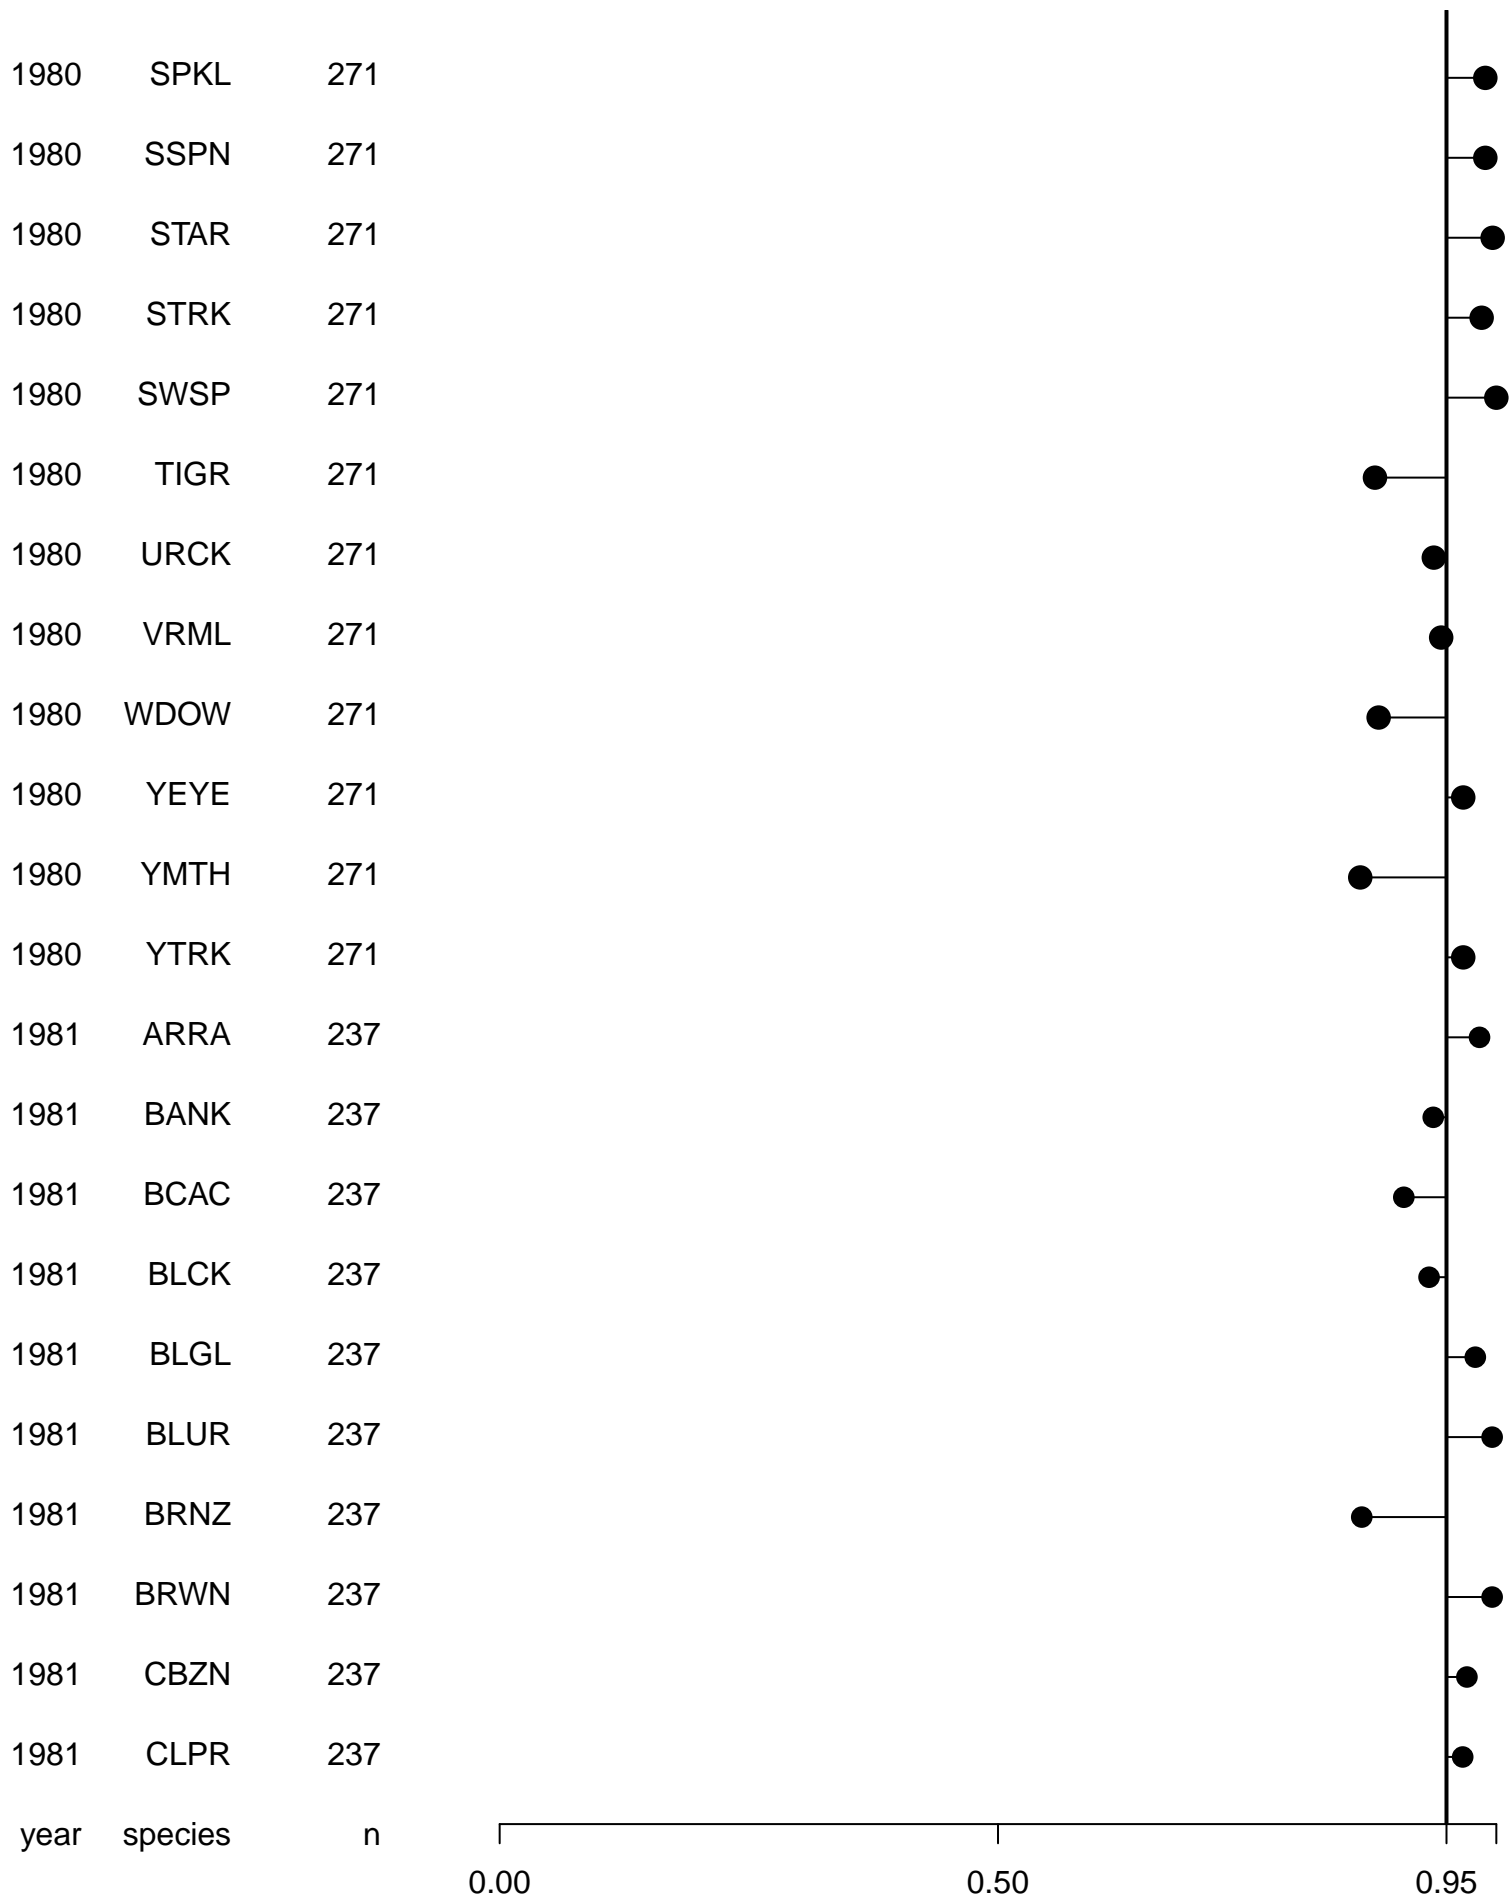 1980 SPKL 271
1980 SSPN 271
1980 STAR 271
1980 STRK 271
1980 SWSP 271
1980 TIGR 271
1980 URCK 271
1980 VRML 271
1980 WDOW 271
1980 YEYE 271
1980 YMTH 271
1980 YTRK 271
1981 ARRA 237
1981 BANK 237
1981 BCAC 237
1981 BLCK 237
1981 BLGL 237
1981 BLUR 237
1981 BRNZ 237
1981 BRWN 237
1981 CBZN 237
1981 CLPR 237
year species n
0.00 0.50 0.95